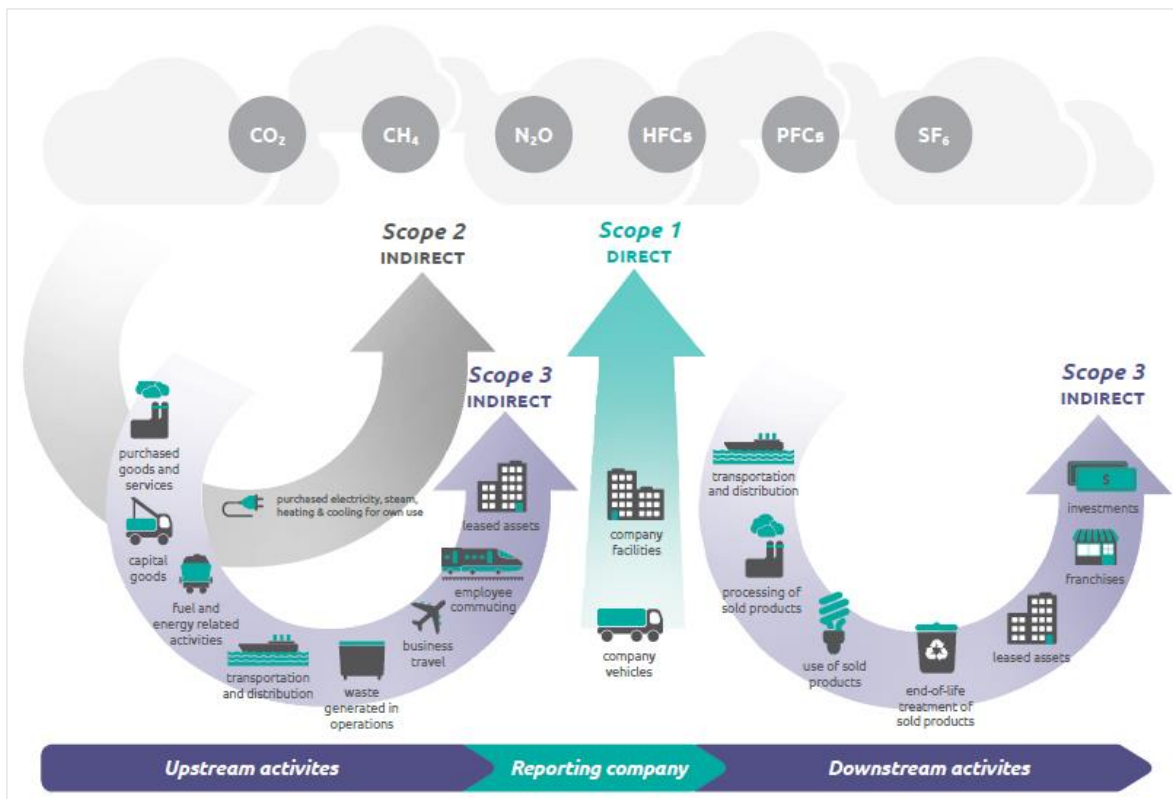 CO₂
CH₄
N₂O
HFCs
PFCs
SF₆
Scope 2
INDIRECT
Scope 1
DIRECT
Scope 3
INDIRECT
Scope 3
INDIRECT
purchased
goods and
services
capital
goods
fuel and
energy related
activities
transportation
and distribution
waste
generated in
operations
business
travel
employee
commuting
leased assets
purchased electricity, steam,
heating & cooling for own use
company
facilities
company
vehicles
transportation
and distribution
processing of
sold products
use of sold
products
end-of-life
treatment of
sold products
leased assets
franchises
investments
$
Upstream activites
Reporting company
Downstream activites